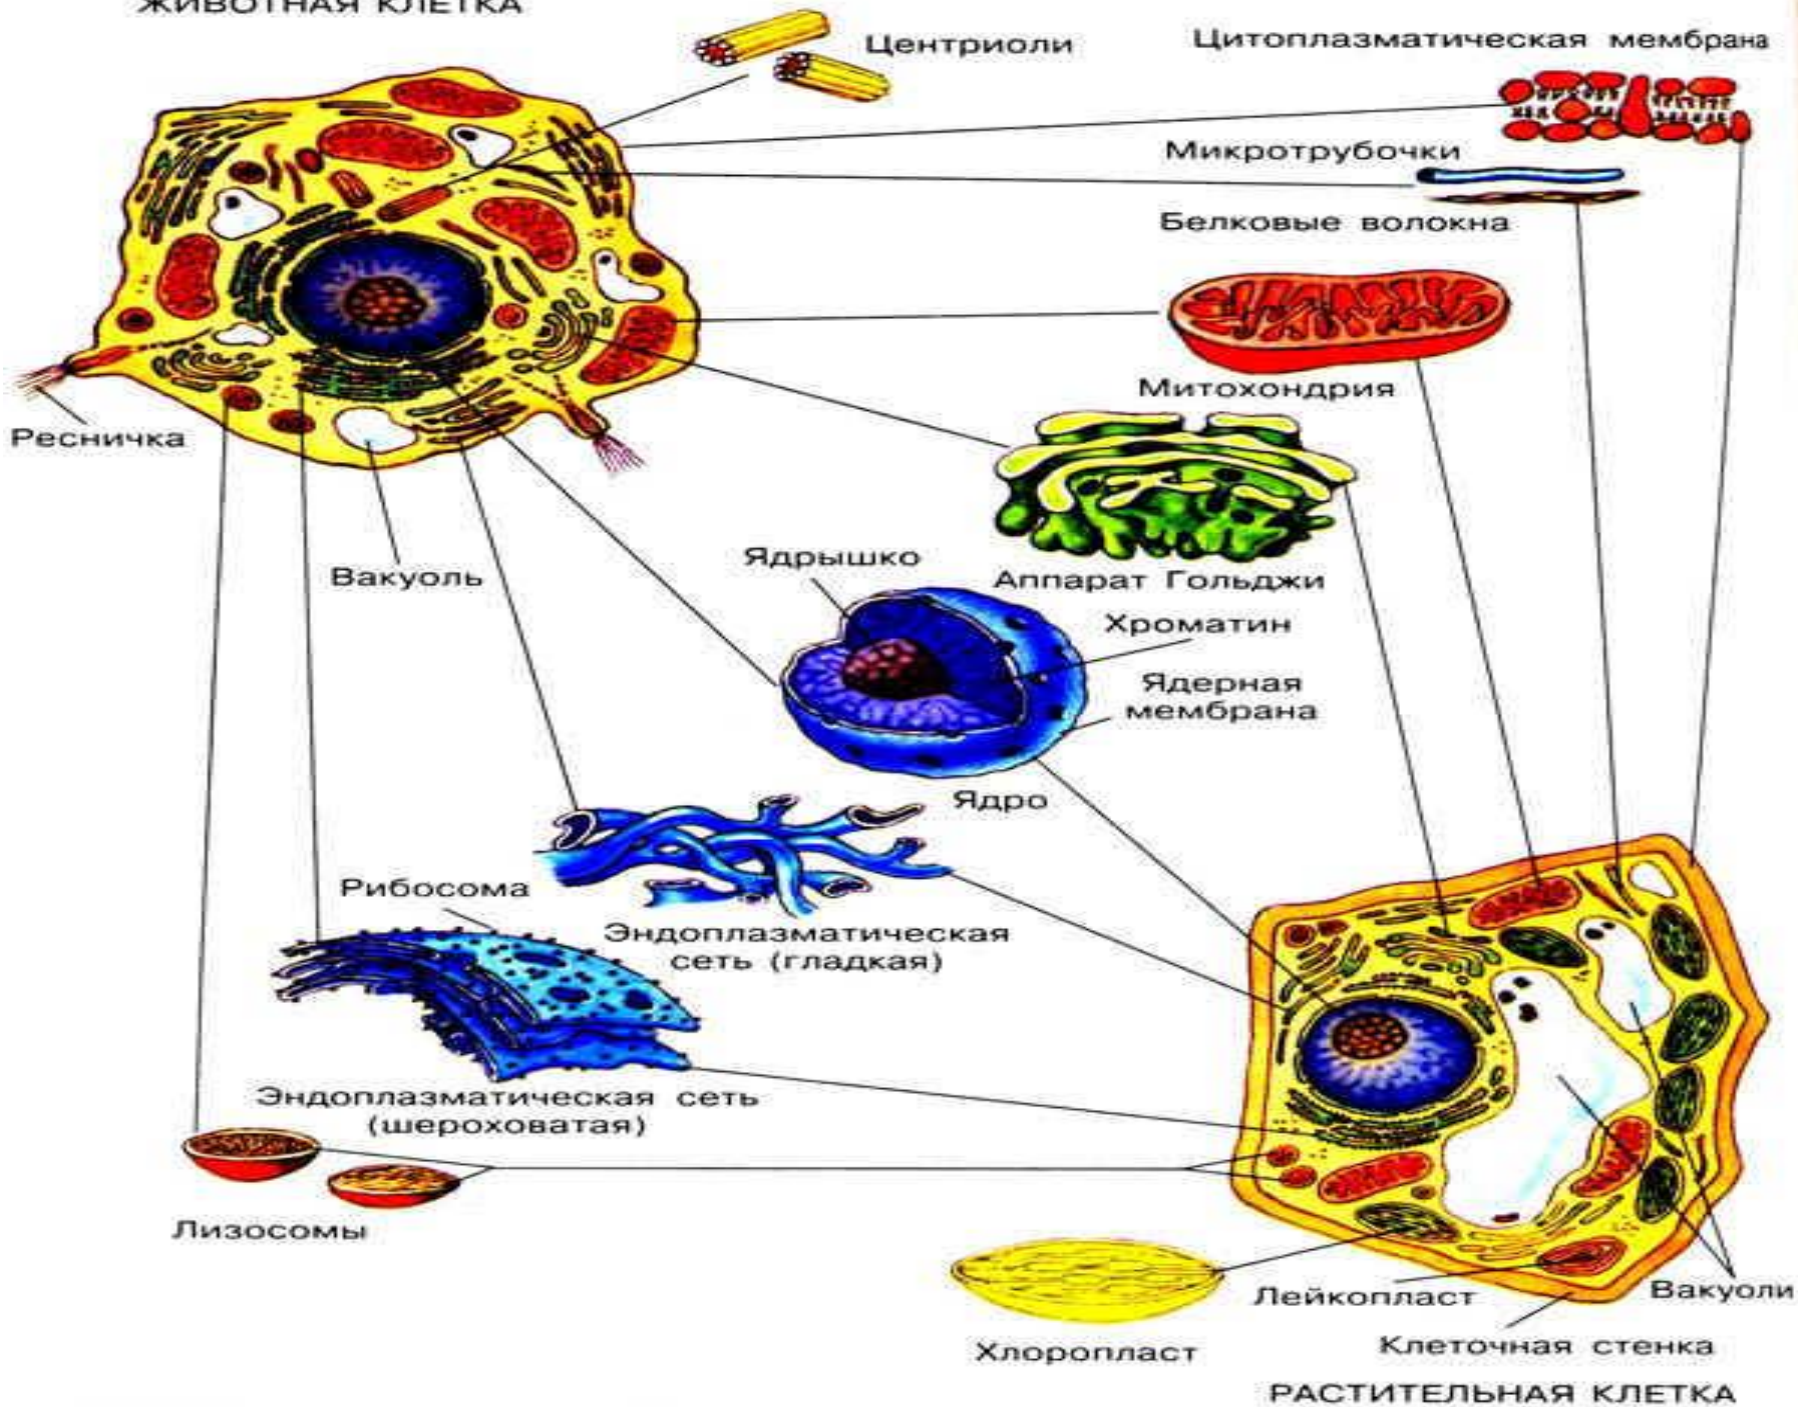 ЖИВОТНАЯ КЛЕТКА
Центриоли
Цитоплазматическая мембрана
Микротрубочки
Белковые волокна
Митохондрия
Ресничка
Вакуоль
Ядрышко
Аппарат Гольджи
Хроматин
Ядерная
мембрана
Ядро
Рибосома
Эндоплазматическая
сеть (гладкая)
Эндоплазматическая сеть
(шероховатая)
Лизосомы
Лейкопласт
Вакуоли
Хлоропласт
Клеточная стенка
РАСТИТЕЛЬНАЯ КЛЕТКА